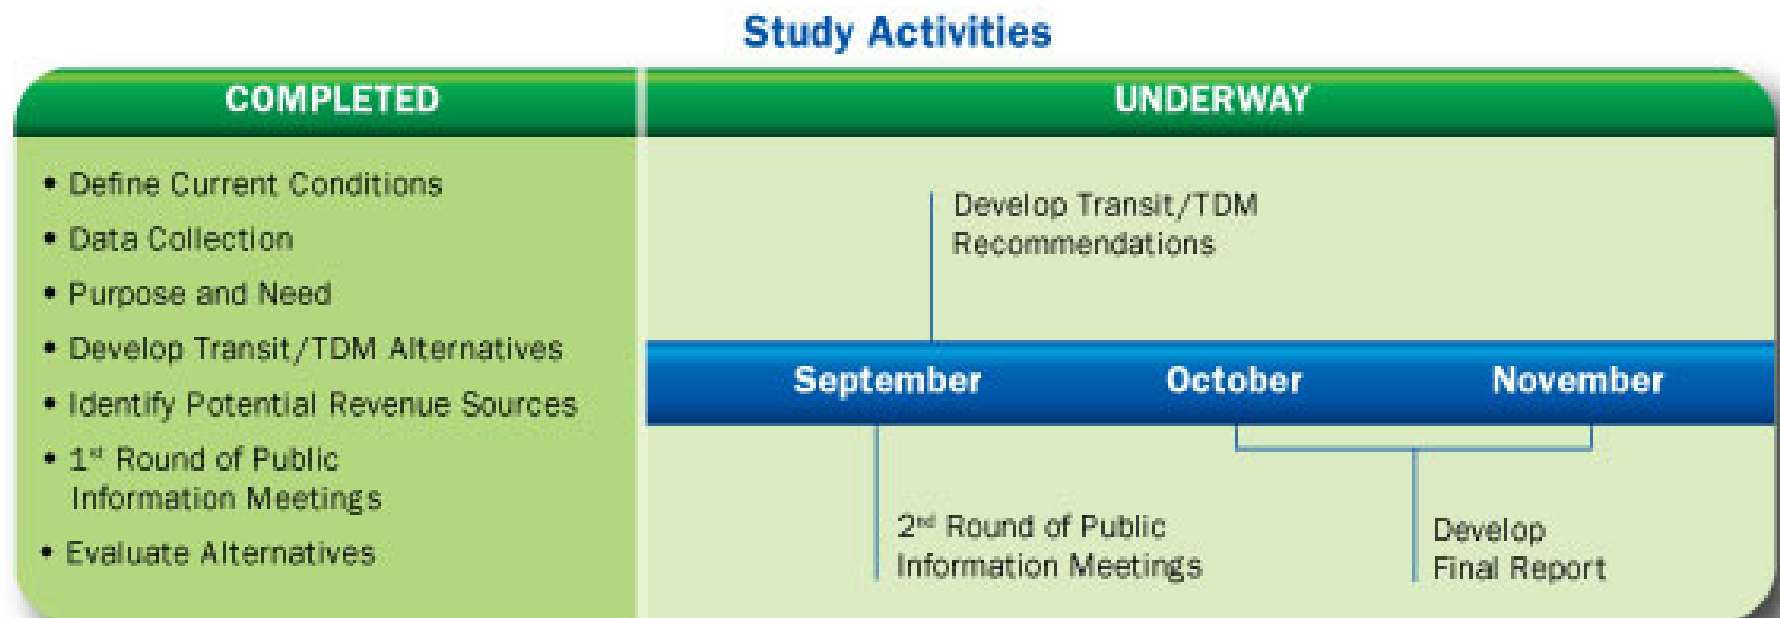 Study Activities
COMPLETED
• Define Current Conditions
• Data Collection
• Purpose and Need
• Develop Transit/TDM Alternatives
• Identify Potential Revenue Sources
• 1st Round of Public
Information Meetings
• Evaluate Alternatives
UNDERWAY
Develop Transit/TDM
Recommendations
September October November
2nd Round of Public
Information Meetings
Develop
Final Report